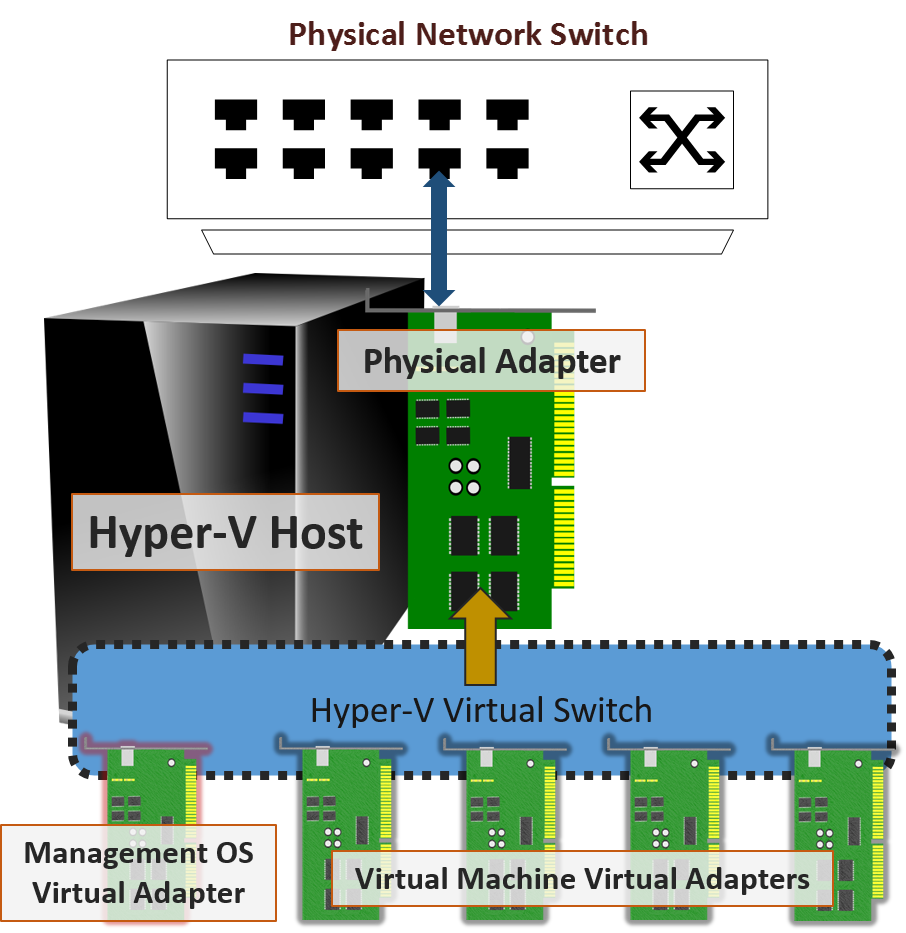 Physical Network Switch
Physical Adapter
Hyper-V Host
Hyper-V Virtual Switch
Management OS
Virtual Adapter
Virtual Machine Virtual Adapters